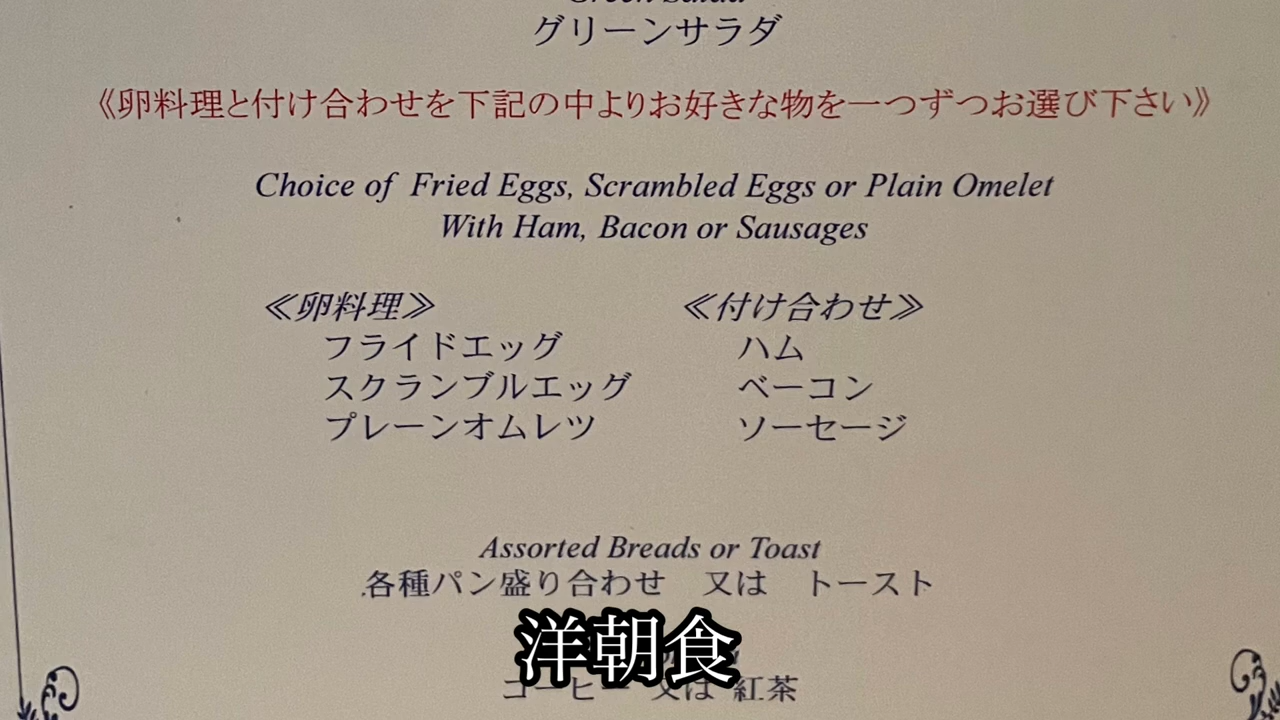 Green Salad
グリーンサラダ
《卵料理と付け合わせを下記の中よりお好きな物を一つずつお選び下さい》
Choice of Fried Eggs, Scrambled Eggs or Plain Omelet
With Ham, Bacon or Sausages
≪卵料理≫ ≪付け合わせ≫
フライドエッグ ハム
スクランブルエッグ ベーコン
プレーンオムレツ ソーセージ
Assorted Breads or Toast
各種パン盛り合わせ 又は トースト
洋朝食
コーヒー 又は 紅茶